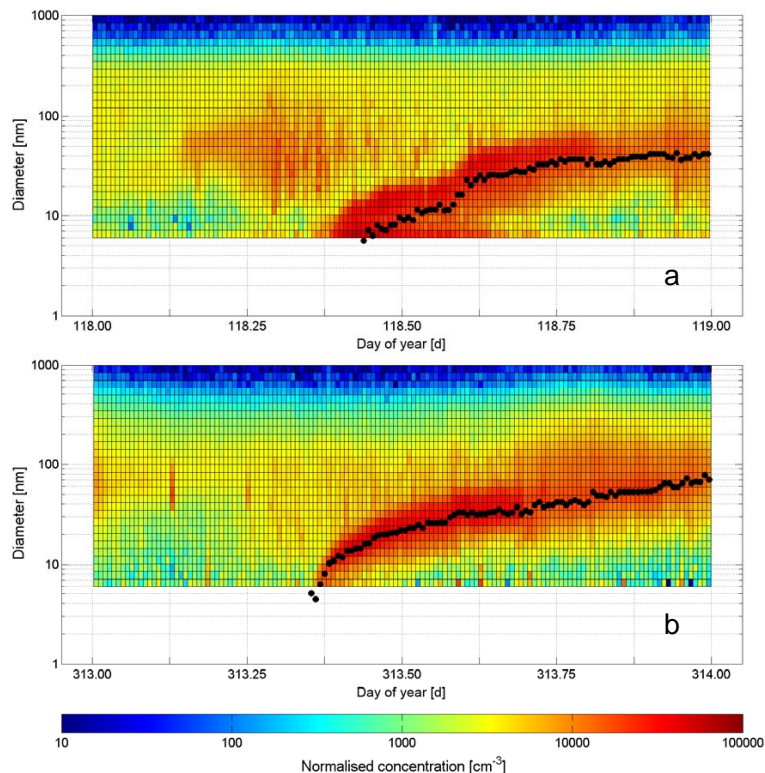 1000
100
10
1
Diameter [nm]
a
118.00 118.25 118.50 118.75 119.00
Day of year [d]
1000
100
10
1
Diameter [nm]
b
313.00 313.25 313.50 313.75 314.00
Day of year [d]
10 100 1000 10000 100000
Normalised concentration [cm⁻³]